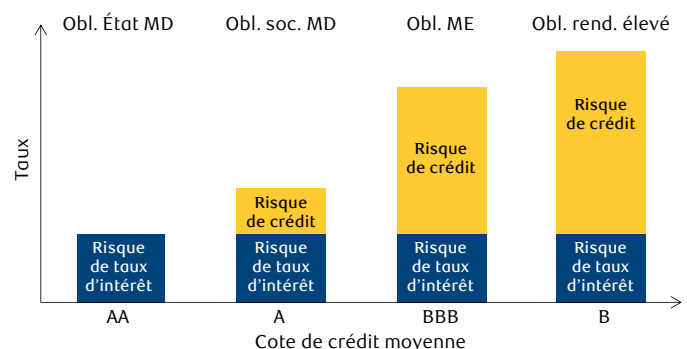 Obl. État MD
Obl. soc. MD
Obl. ME
Obl. rend. élevé
Taux
Risque
de taux
d’intérêt
Risque
de crédit
Risque
de taux
d’intérêt
Risque
de crédit
Risque
de taux
d’intérêt
Risque
de crédit
Risque
de taux
d’intérêt
AA
A
BBB
B
Cote de crédit moyenne